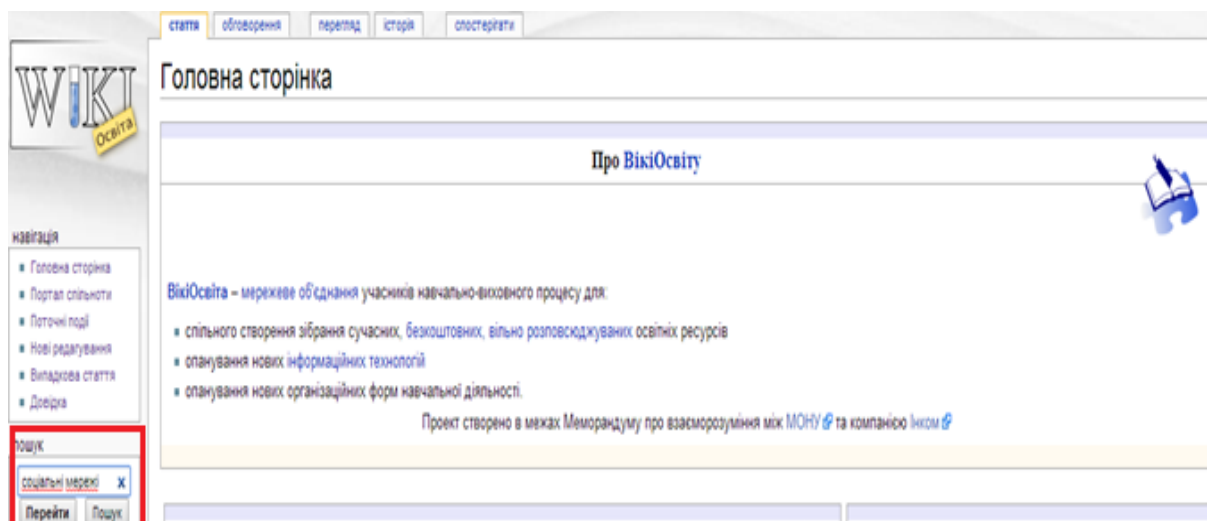 стаття обговорення перегляд історія спостерігати
WIKI
Освіта
Головна сторінка
Про ВікіОсвіту
навігація
Головна сторінка
Портал спільноти
Поточні події
Нові редагування
Випадкова стаття
Довідка
ВікіОсвіта – мережеве об'єднання учасників навчально-виховного процесу для:
спільного створення зібрання сучасних, безкоштовних, вільно розповсюджуваних освітніх ресурсів
опанування нових інформаційних технологій
опанування нових організаційних форм навчальної діяльності.
Проект створено в межах Меморандуму про взаєморозуміння між МОНУ та компанією Інком
пошук
соціальні мережі x
Перейти Пошук